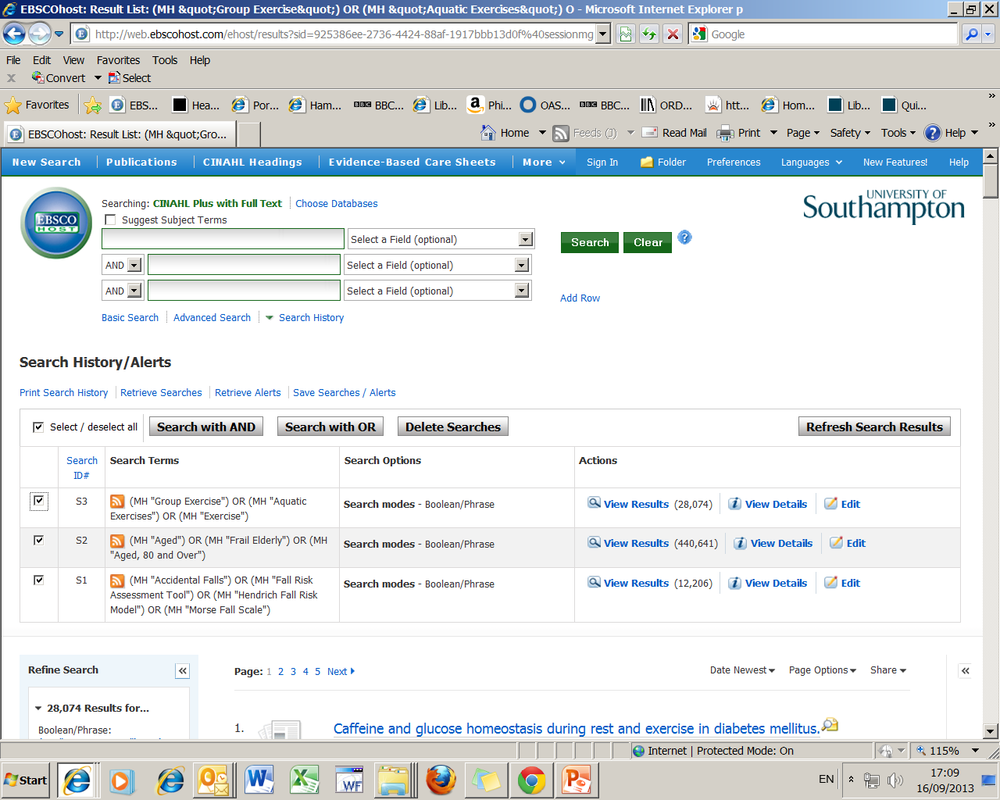 EBSCOhost: Result List: (MH &quot;Group Exercise&quot;) OR (MH &quot;Aquatic Exercises&quot;) O - Microsoft Internet Explorer p
http://web.ebscohost.com/ehost/results?sid=925386ee-2736-4424-88af-1917bbb13d0f%40sessionmg
Google
File Edit View Favorites Tools Help
x Convert Select
Favorites EBS... Hea... Por... Ham... BBC BBC... Lib... Phi... OAS... BBC BBC... ORD... htt... Hom... Lib... Qui...
EBSCOhost: Result List: (MH &quot;Gro...
Home Feeds (J) Read Mail Print Page Safety Tools Help
New Search Publications CINAHL Headings Evidence-Based Care Sheets More Sign In Folder Preferences Languages New Features! Help
EBSCO
HOST
Searching: CINAHL Plus with Full Text Choose Databases
UNIVERSITY OF
Southampton
Suggest Subject Terms
Select a Field (optional) Search Clear ?
AND Select a Field (optional)
AND Select a Field (optional) Add Row
Basic Search Advanced Search Search History
Search History/Alerts
Print Search History Retrieve Searches Retrieve Alerts Save Searches / Alerts
Select / deselect all Search with AND Search with OR Delete Searches Refresh Search Results
Search ID# Search Terms Search Options Actions
S3 (MH "Group Exercise") OR (MH "Aquatic
Exercises") OR (MH "Exercise")
Search modes - Boolean/Phrase View Results (28,074) View Details Edit
S2 (MH "Aged") OR (MH "Frail Elderly") OR (MH
"Aged, 80 and Over")
Search modes - Boolean/Phrase View Results (440,641) View Details Edit
S1 (MH "Accidental Falls") OR (MH "Fall Risk
Assessment Tool") OR (MH "Hendrich Fall Risk
Model") OR (MH "Morse Fall Scale")
Search modes - Boolean/Phrase View Results (12,206) View Details Edit
Refine Search «
Page: 1 2 3 4 5 Next Date Newest Page Options Share «
28,074 Results for...
Boolean/Phrase:
1. Caffeine and glucose homeostasis during rest and exercise in diabetes mellitus.
Internet | Protected Mode: On 115%
Start WF EN 17:09
16/09/2013